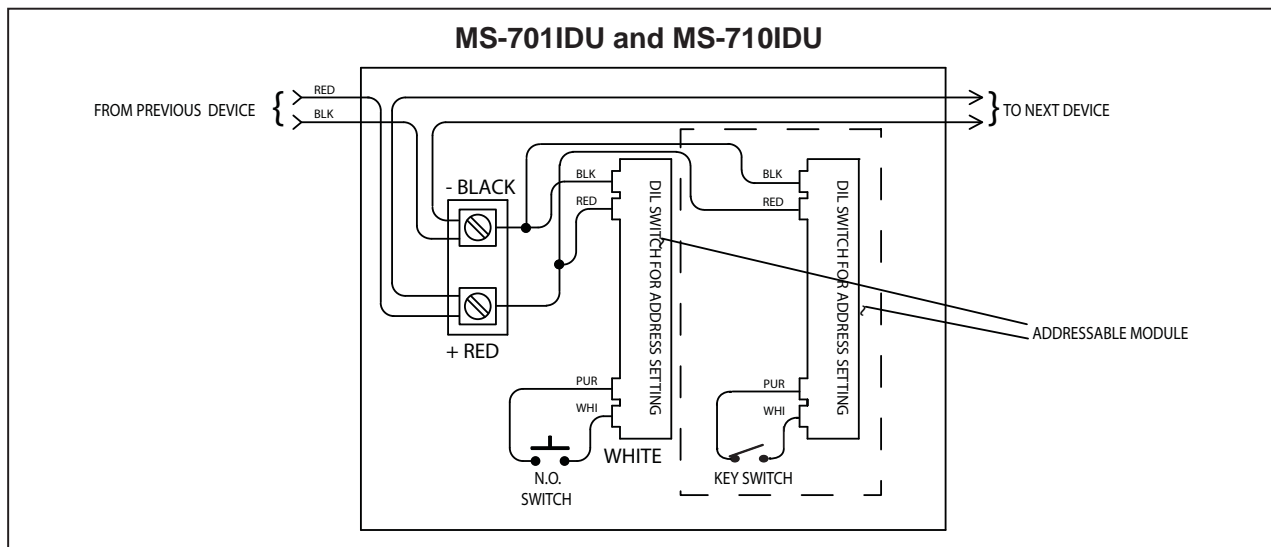 MS-701IDU and MS-710IDU
RED
FROM PREVIOUS DEVICE
BLK
TO NEXT DEVICE
- BLACK
BLK
RED
DIL SWITCH FOR ADDRESS SETTING
BLK
RED
DIL SWITCH FOR ADDRESS SETTING
ADDRESSABLE MODULE
+ RED
PUR
WHI
PUR
WHI
WHITE
N.O.
SWITCH
KEY SWITCH